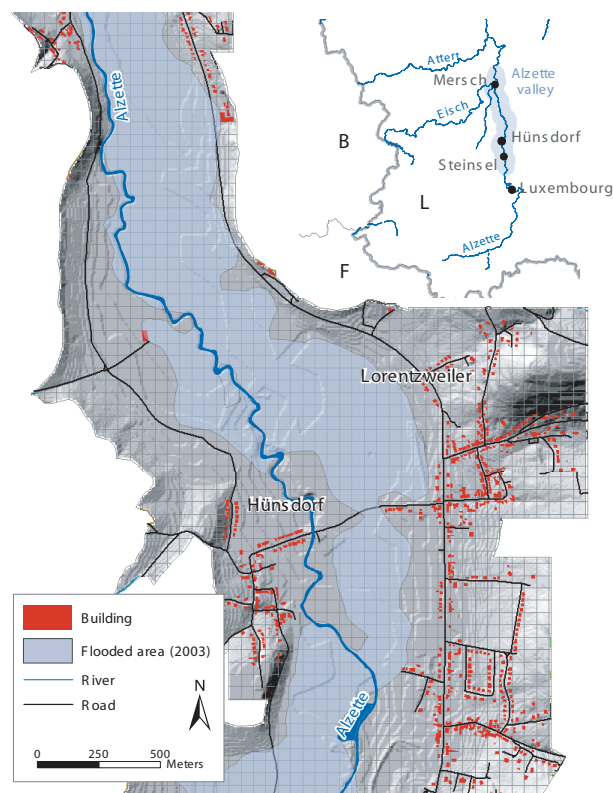 Alzette
Attert
Mersch
Alzette
valley
Eisch
B
Hünsdorf
Steinsel
L
Luxembourg
Alzette
F
Lorentzweiler
Hünsdorf
Alzette
Building
Flooded area (2003)
River
Road
N
0 250 500 Meters